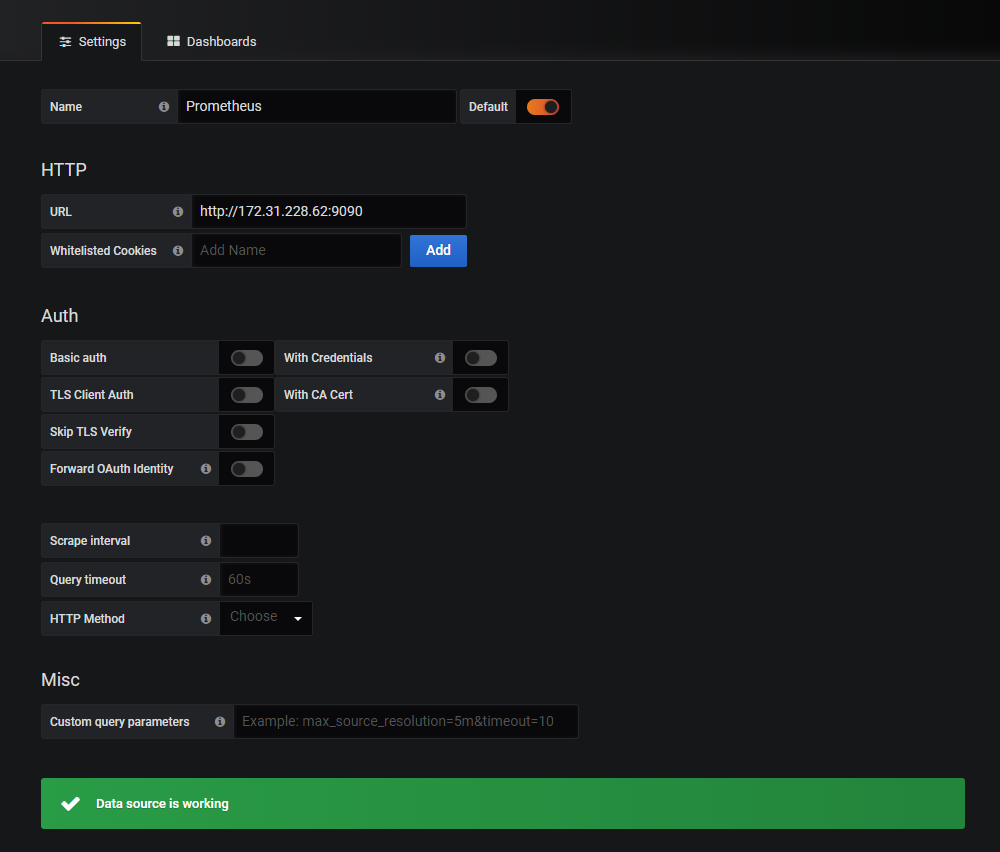 Settings Dashboards
Name Prometheus Default
HTTP
URL http://172.31.228.62:9090
Whitelisted Cookies Add Name Add
Auth
Basic auth With Credentials
TLS Client Auth With CA Cert
Skip TLS Verify
Forward OAuth Identity
Scrape interval
Query timeout 60s
HTTP Method Choose
Misc
Custom query parameters Example: max_source_resolution=5m&timeout=10
Data source is working